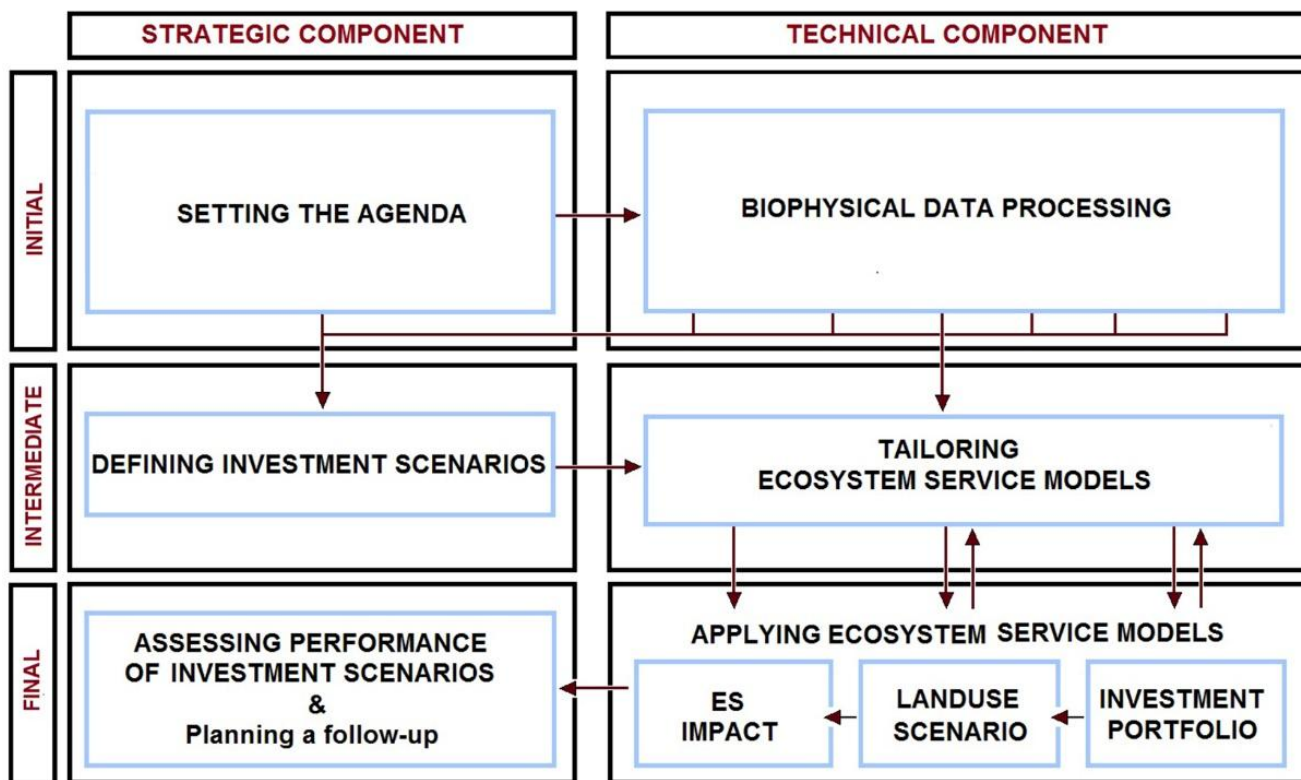 STRATEGIC COMPONENT
TECHNICAL COMPONENT
INITIAL
SETTING THE AGENDA
BIOPHYSICAL DATA PROCESSING
INTERMEDIATE
DEFINING INVESTMENT SCENARIOS
TAILORING
ECOSYSTEM SERVICE MODELS
FINAL
ASSESSING PERFORMANCE
OF INVESTMENT SCENARIOS
&
Planning a follow-up
APPLYING ECOSYSTEM SERVICE MODELS
ES
IMPACT
LANDUSE
SCENARIO
INVESTMENT
PORTFOLIO